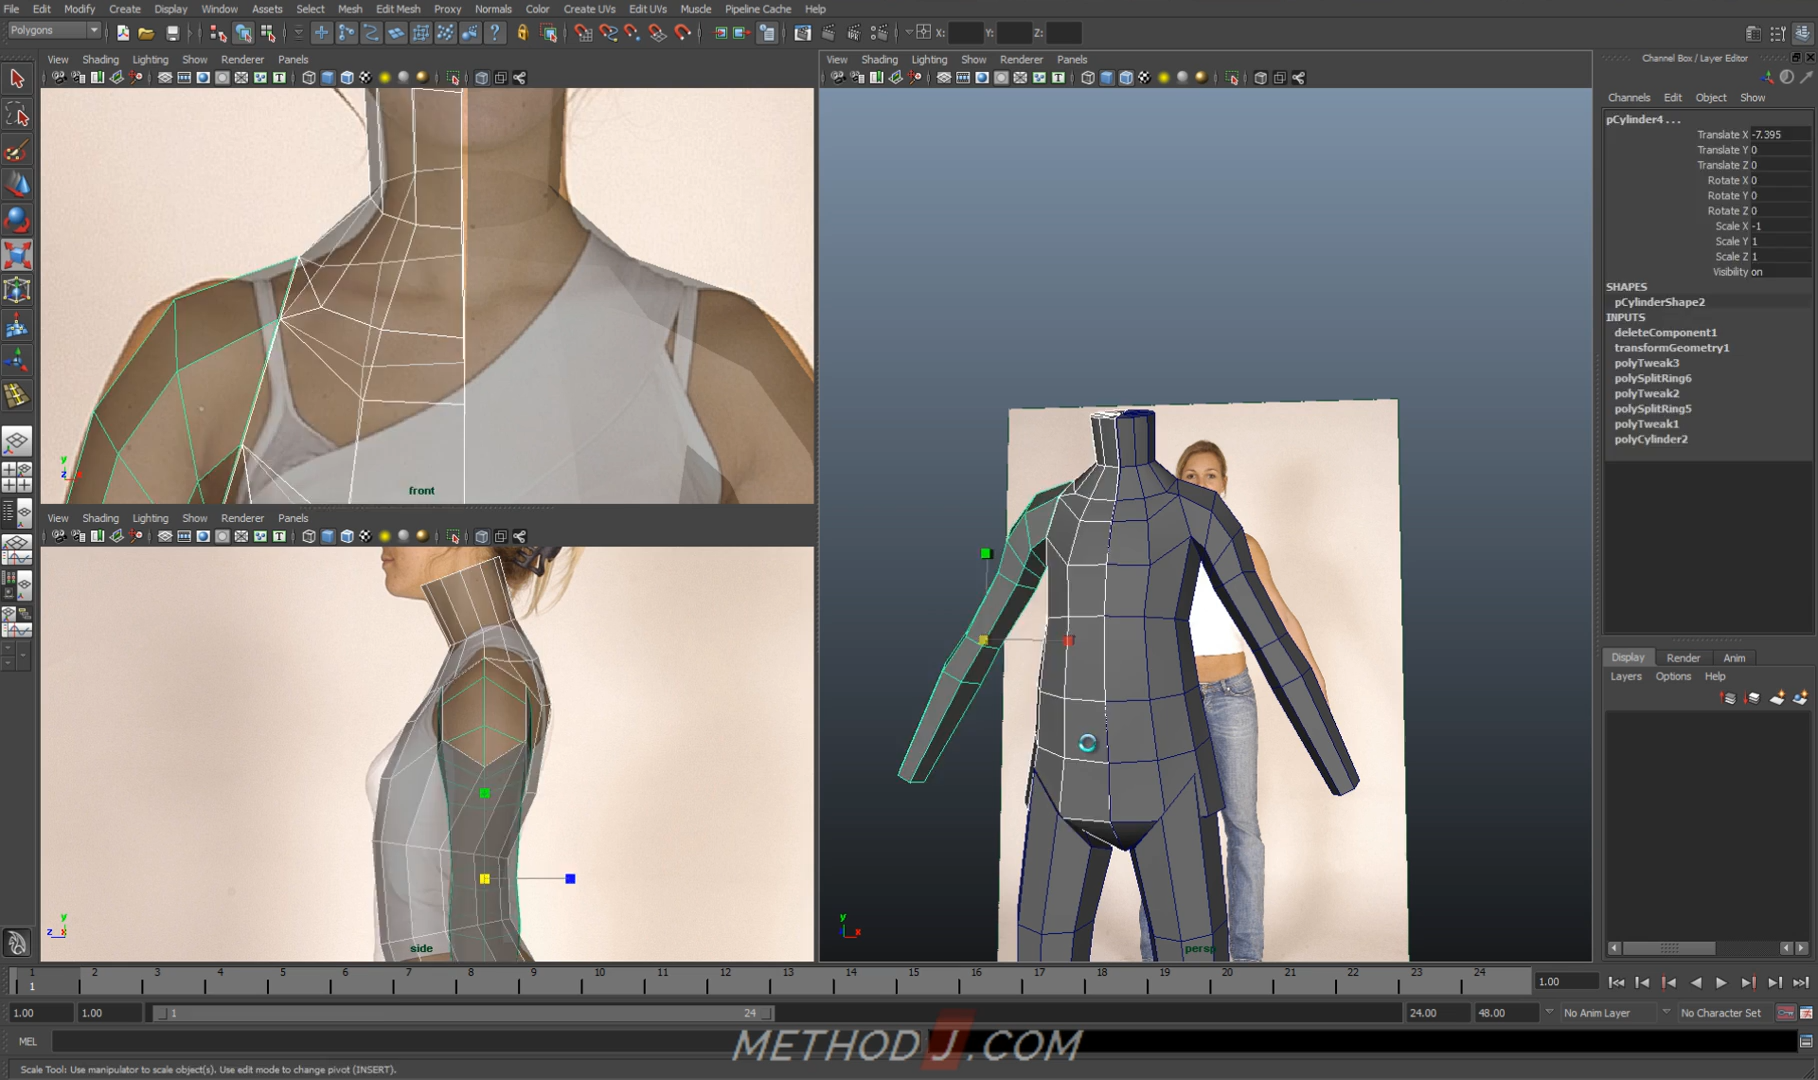 File Edit Modify Create Display Window Assets Select Mesh Edit Mesh Proxy Normals Color Create UVs Edit UVs Muscle Pipeline Cache Help
Polygons X: Y: Z:
View Shading Lighting Show Renderer Panels
View Shading Lighting Show Renderer Panels
Channel Box / Layer Editor
Channels Edit Object Show
pCylinder4 . . .
Translate X -7.395
Translate Y 0
Translate Z 0
Rotate X 0
Rotate Y 0
Rotate Z 0
Scale X -1
Scale Y 1
Scale Z 1
Visibility on
SHAPES
pCylinderShape2
INPUTS
deleteComponent1
transformGeometry1
polyTweak3
polySplitRing6
polyTweak2
polySplitRing5
polyTweak1
polyCylinder2
y
z x
front
View Shading Lighting Show Renderer Panels
y
z x
side
y
x
persp
Display Render Anim
Layers Options Help
1 2 3 4 5 6 7 8 9 10 11 12 13 14 15 16 17 18 19 20 21 22 23 24
1
1.00
1.00 1.00 1 24 24.00 48.00 No Anim Layer No Character Set
MEL
METHOD J .COM
Scale Tool: Use manipulator to scale object(s). Use edit mode to change pivot (INSERT).